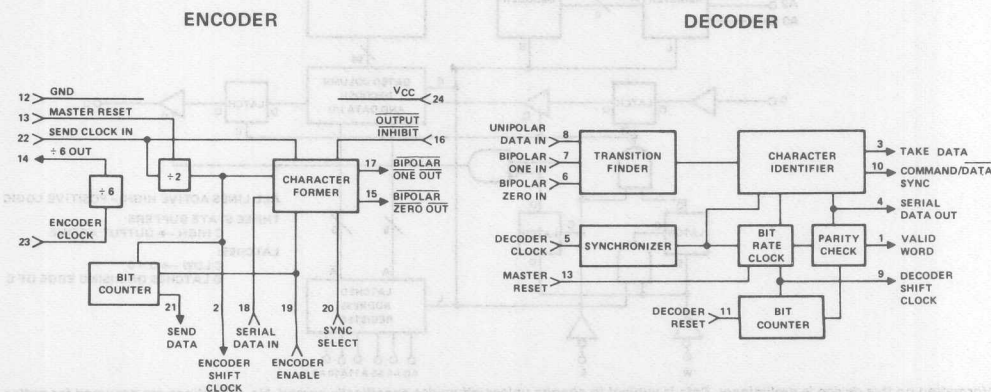 ENCODER
12 GND
13 MASTER RESET
22 SEND CLOCK IN
14 ÷ 6 OUT
÷ 6
÷ 2
23 ENCODER CLOCK
BIT COUNTER
21 SEND DATA
2 ENCODER SHIFT CLOCK
18 SERIAL DATA IN
19 ENCODER ENABLE
20 SYNC SELECT
CHARACTER FORMER
VCC 24
OUTPUT INHIBIT 16
17 BIPOLAR ONE OUT
15 BIPOLAR ZERO OUT
DECODER
UNIPOLAR DATA IN 8
BIPOLAR ONE IN 7
BIPOLAR ZERO IN 6
TRANSITION FINDER
CHARACTER IDENTIFIER
3 TAKE DATA
10 COMMAND/DATA SYNC
4 SERIAL DATA OUT
DECODER CLOCK 5
SYNCHRONIZER
BIT RATE CLOCK
PARITY CHECK
1 VALID WORD
MASTER RESET 13
9 DECODER SHIFT CLOCK
DECODER RESET 11
BIT COUNTER